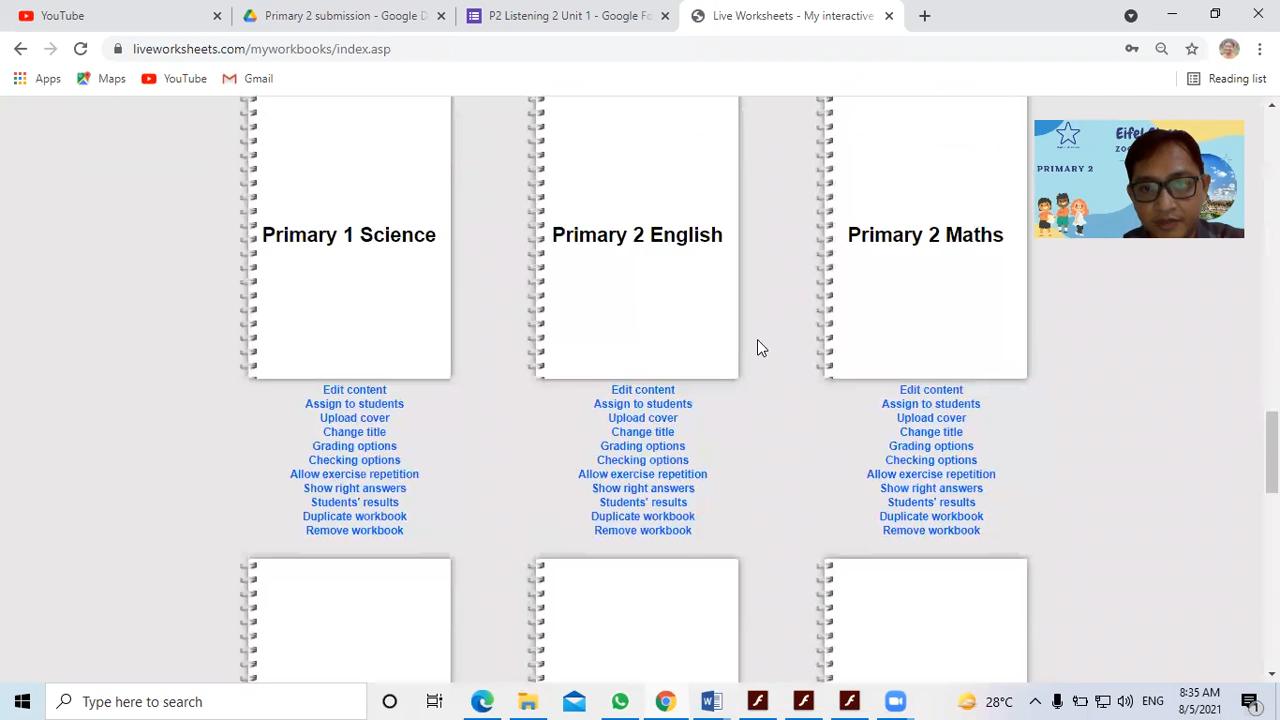 YouTube
Primary 2 submission - Google D
P2 Listening 2 Unit 1 - Google Fo
Live Worksheets - My interactive
liveworksheets.com/myworkbooks/index.asp
Apps
Maps
YouTube
Gmail
Reading list
Primary 1 Science
Primary 2 English
Primary 2 Maths
PRIMARY 2
Edit content
Assign to students
Upload cover
Change title
Grading options
Checking options
Allow exercise repetition
Show right answers
Students' results
Duplicate workbook
Remove workbook
Edit content
Assign to students
Upload cover
Change title
Grading options
Checking options
Allow exercise repetition
Show right answers
Students' results
Duplicate workbook
Remove workbook
Edit content
Assign to students
Upload cover
Change title
Grading options
Checking options
Allow exercise repetition
Show right answers
Students' results
Duplicate workbook
Remove workbook
Type here to search
28°C
ENG
8:35 AM
8/5/2021